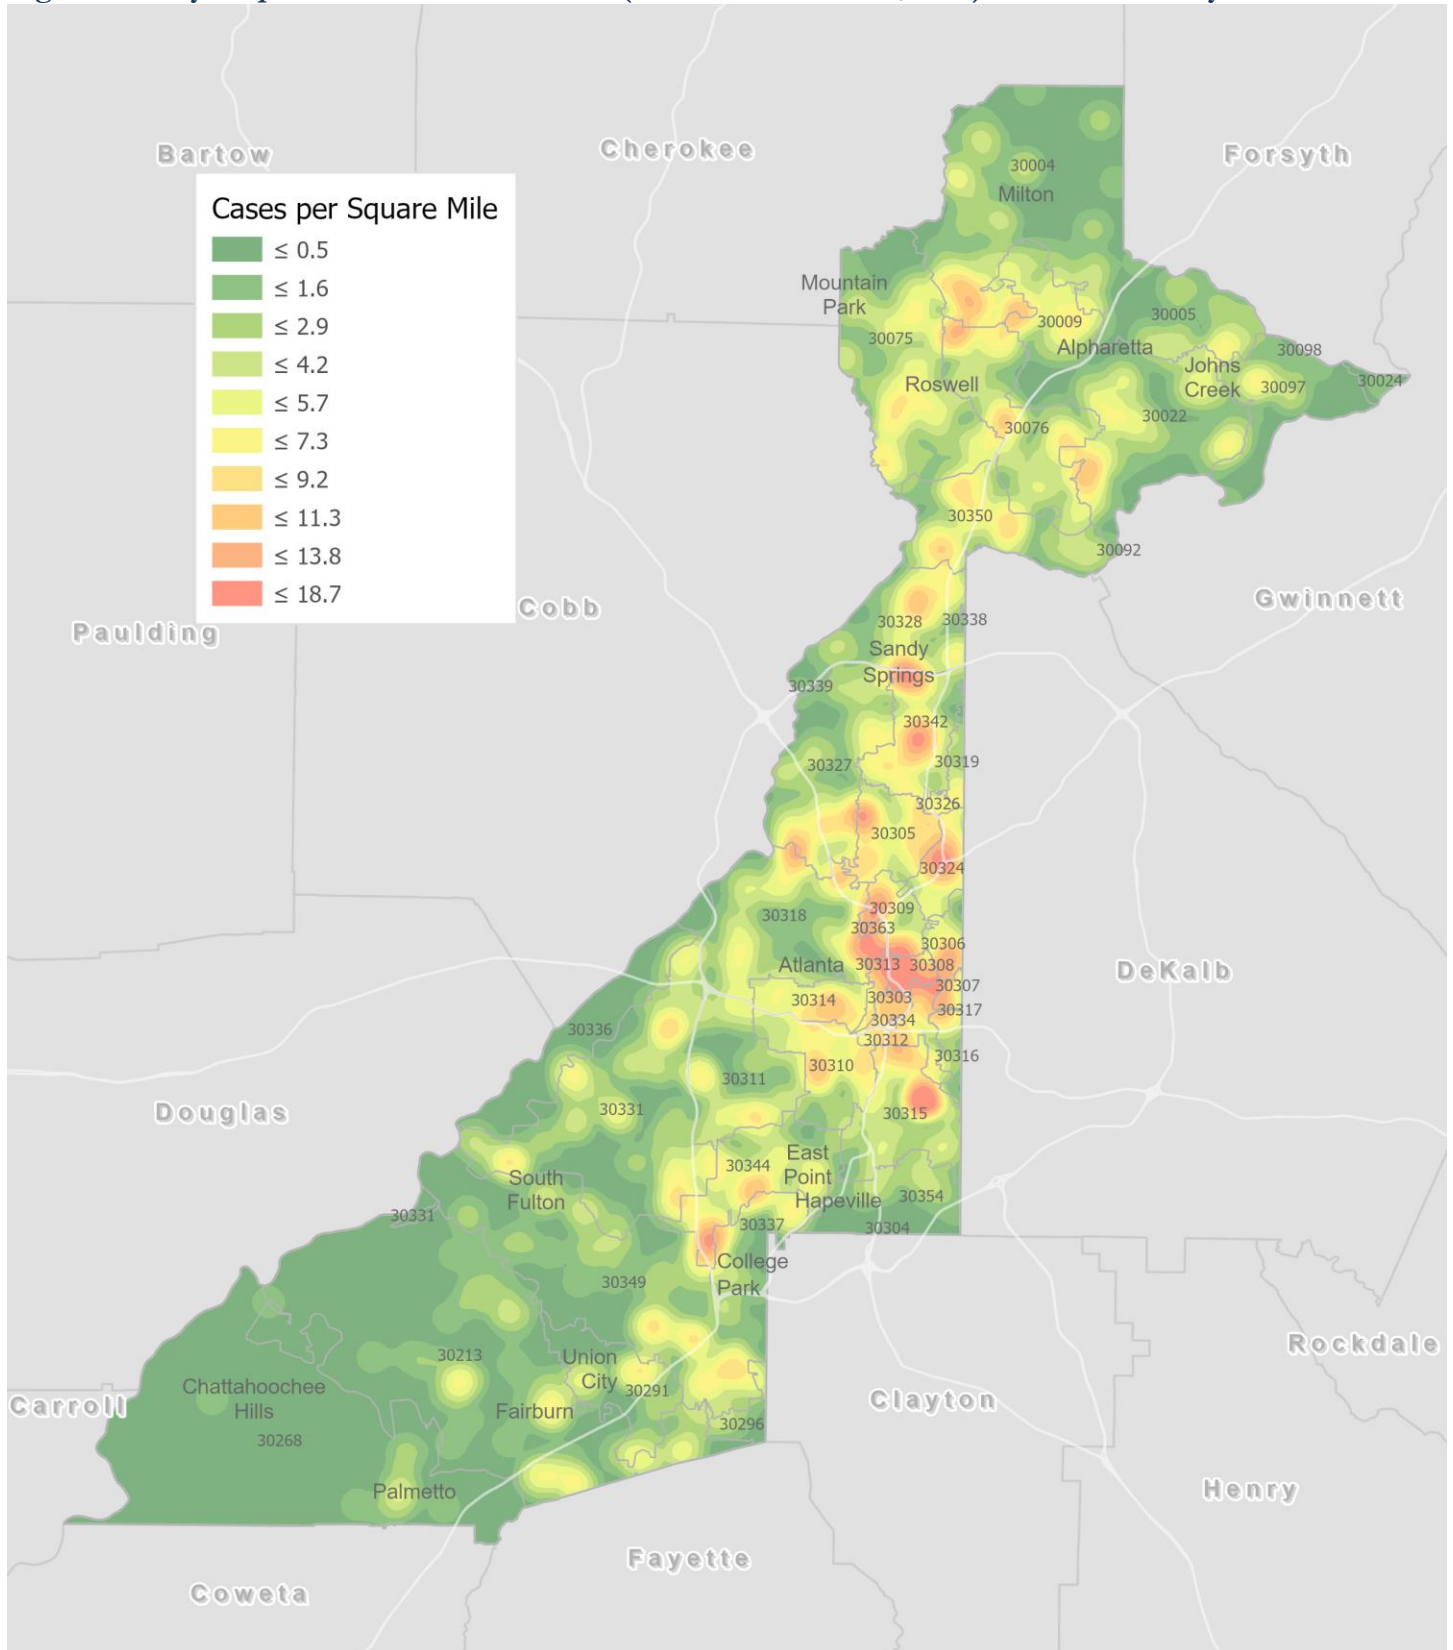 Bartow
Cherokee
Forsyth
Cases per Square Mile
≤ 0.5
≤ 1.6
≤ 2.9
≤ 4.2
≤ 5.7
≤ 7.3
≤ 9.2
≤ 11.3
≤ 13.8
≤ 18.7
30004
Milton
Mountain
Park
30005
30009
30075
Alpharetta
30098
Johns
Creek
30097
30024
Roswell
30022
30076
30350
30092
Paulding
Cobb
Gwinnett
30328
30338
Sandy
Springs
30339
30342
30327
30319
30326
30305
30324
30309
30318
30363
30306
Atlanta
30313
30308
DeKalb
30307
30314
30303
30317
30334
30336
30312
30316
30310
30311
Douglas
30331
30315
East
Point
30344
South
Fulton
Hapeville
30354
30331
30337
30304
College
Park
30349
Rockdale
30213
Union
City
30291
Chattahoochee
Hills
Carroll
Fairburn
Clayton
30296
30268
Palmetto
Henry
Fayette
Coweta